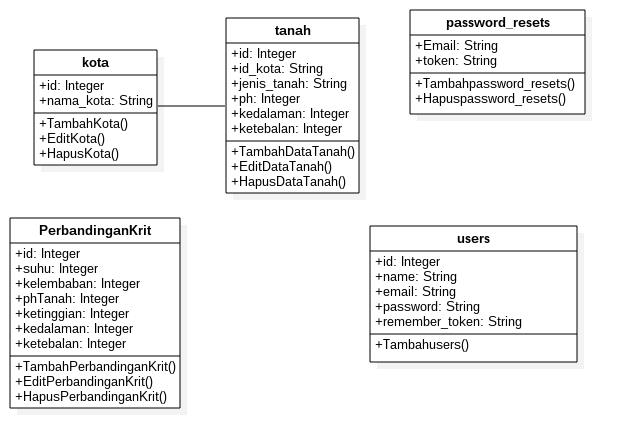 kota
+id: Integer
+nama_kota: String
+TambahKota()
+EditKota()
+HapusKota()
tanah
+id: Integer
+id_kota: String
+jenis_tanah: String
+ph: Integer
+kedalaman: Integer
+ketebalan: Integer
+TambahDataTanah()
+EditDataTanah()
+HapusDataTanah()
password_resets
+Email: String
+token: String
+Tambahpassword_resets()
+Hapuspassword_resets()
PerbandinganKrit
+id: Integer
+suhu: Integer
+kelembaban: Integer
+phTanah: Integer
+ketinggian: Integer
+kedalaman: Integer
+ketebalan: Integer
+TambahPerbandinganKrit()
+EditPerbandinganKrit()
+HapusPerbandinganKrit()
users
+id: Integer
+name: String
+email: String
+password: String
+remember_token: String
+Tambahusers()